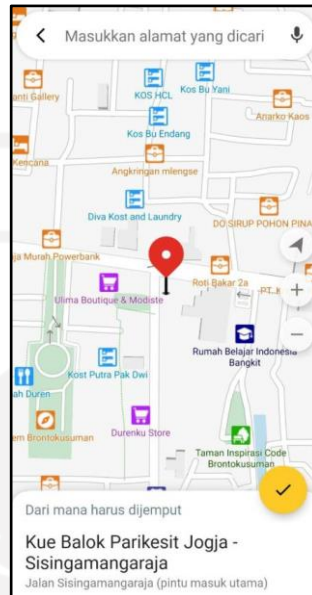 Masukkan alamat yang dicari
anti Gallery
KOS HCL
Kos Bu Yani
Anarko Kaos
Kos Bu Endang
Kencana
Angkringan mlengse
Diva Kost and Laundry
DO SIRUP POHON PINA
ja Murah Powerbank
Roti Bakar 2a
PT. K
Ulima Boutique & Modiste
Rumah Belajar Indonesia
Bangkit
Kost Putra Pak Dwi
ah Duren
Durenku Store
em Brontokusuman
Taman Inspirasi Code
Brontokusuman
Dari mana harus dijemput
Kue Balok Parikesit Jogja -
Sisingamangaraja
Jalan Sisingamangaraja (pintu masuk utama)